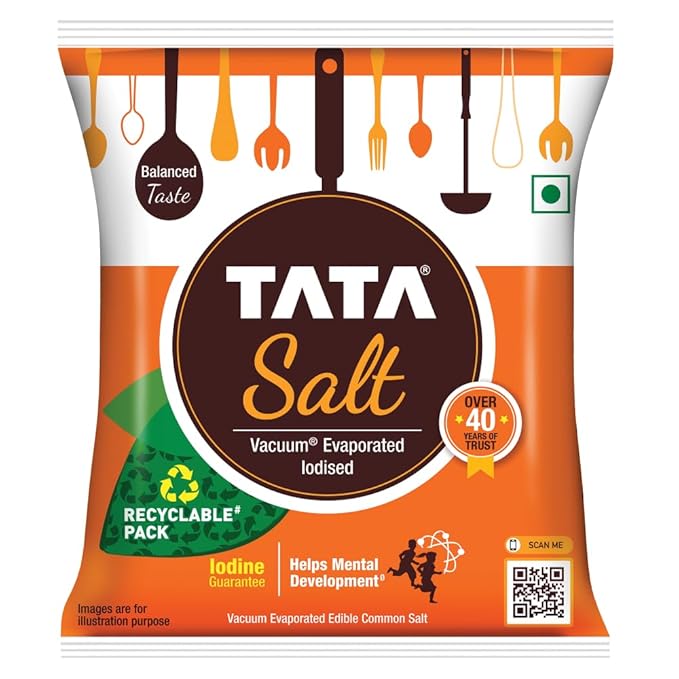 Balanced
Taste
TATA®
Salt
Vacuum® Evaporated
Iodised
OVER
40
YEARS OF
TRUST
RECYCLABLE#
PACK
Iodine
Guarantee
Helps Mental
Development◊
SCAN ME
Images are for
illustration purpose
Vacuum Evaporated Edible Common Salt